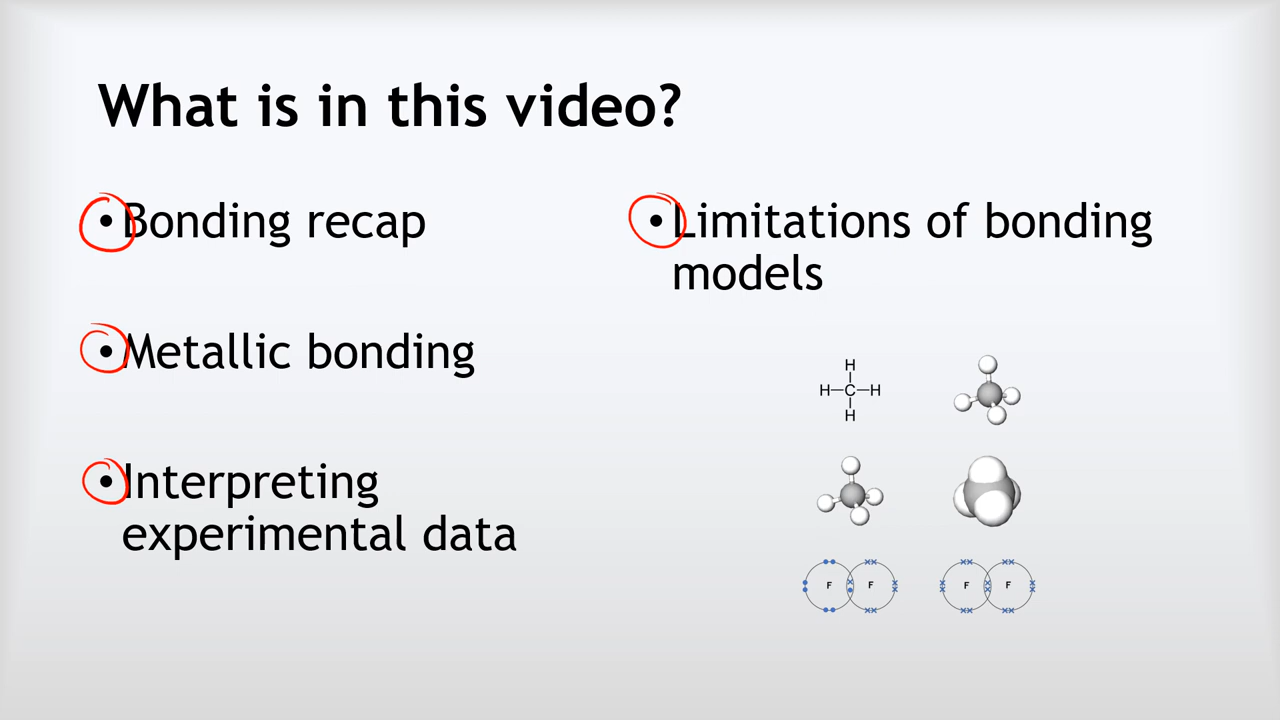 What is in this video?
• Bonding recap
• Metallic bonding
• Interpreting
experimental data
• Limitations of bonding
models
H
H—C—H
H
F F
F F